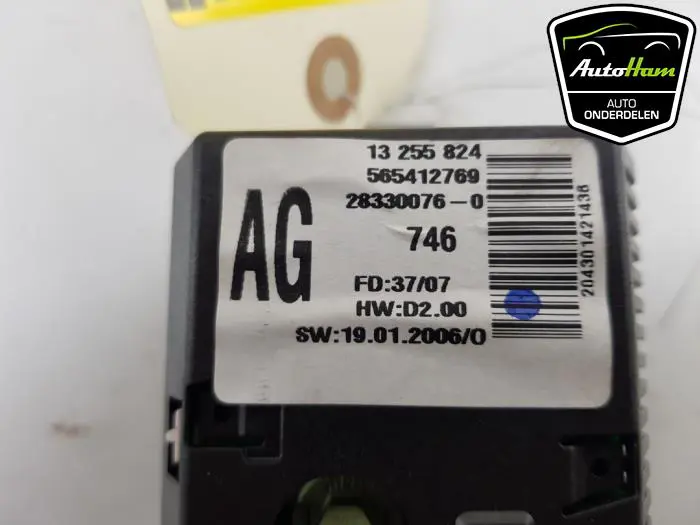 AutoHam
AUTO
ONDERDELEN
AG
13 255 824
565412769
28330076-0
746
FD:37/07
HW:D2.00
SW:19.01.2006/0
204301421438